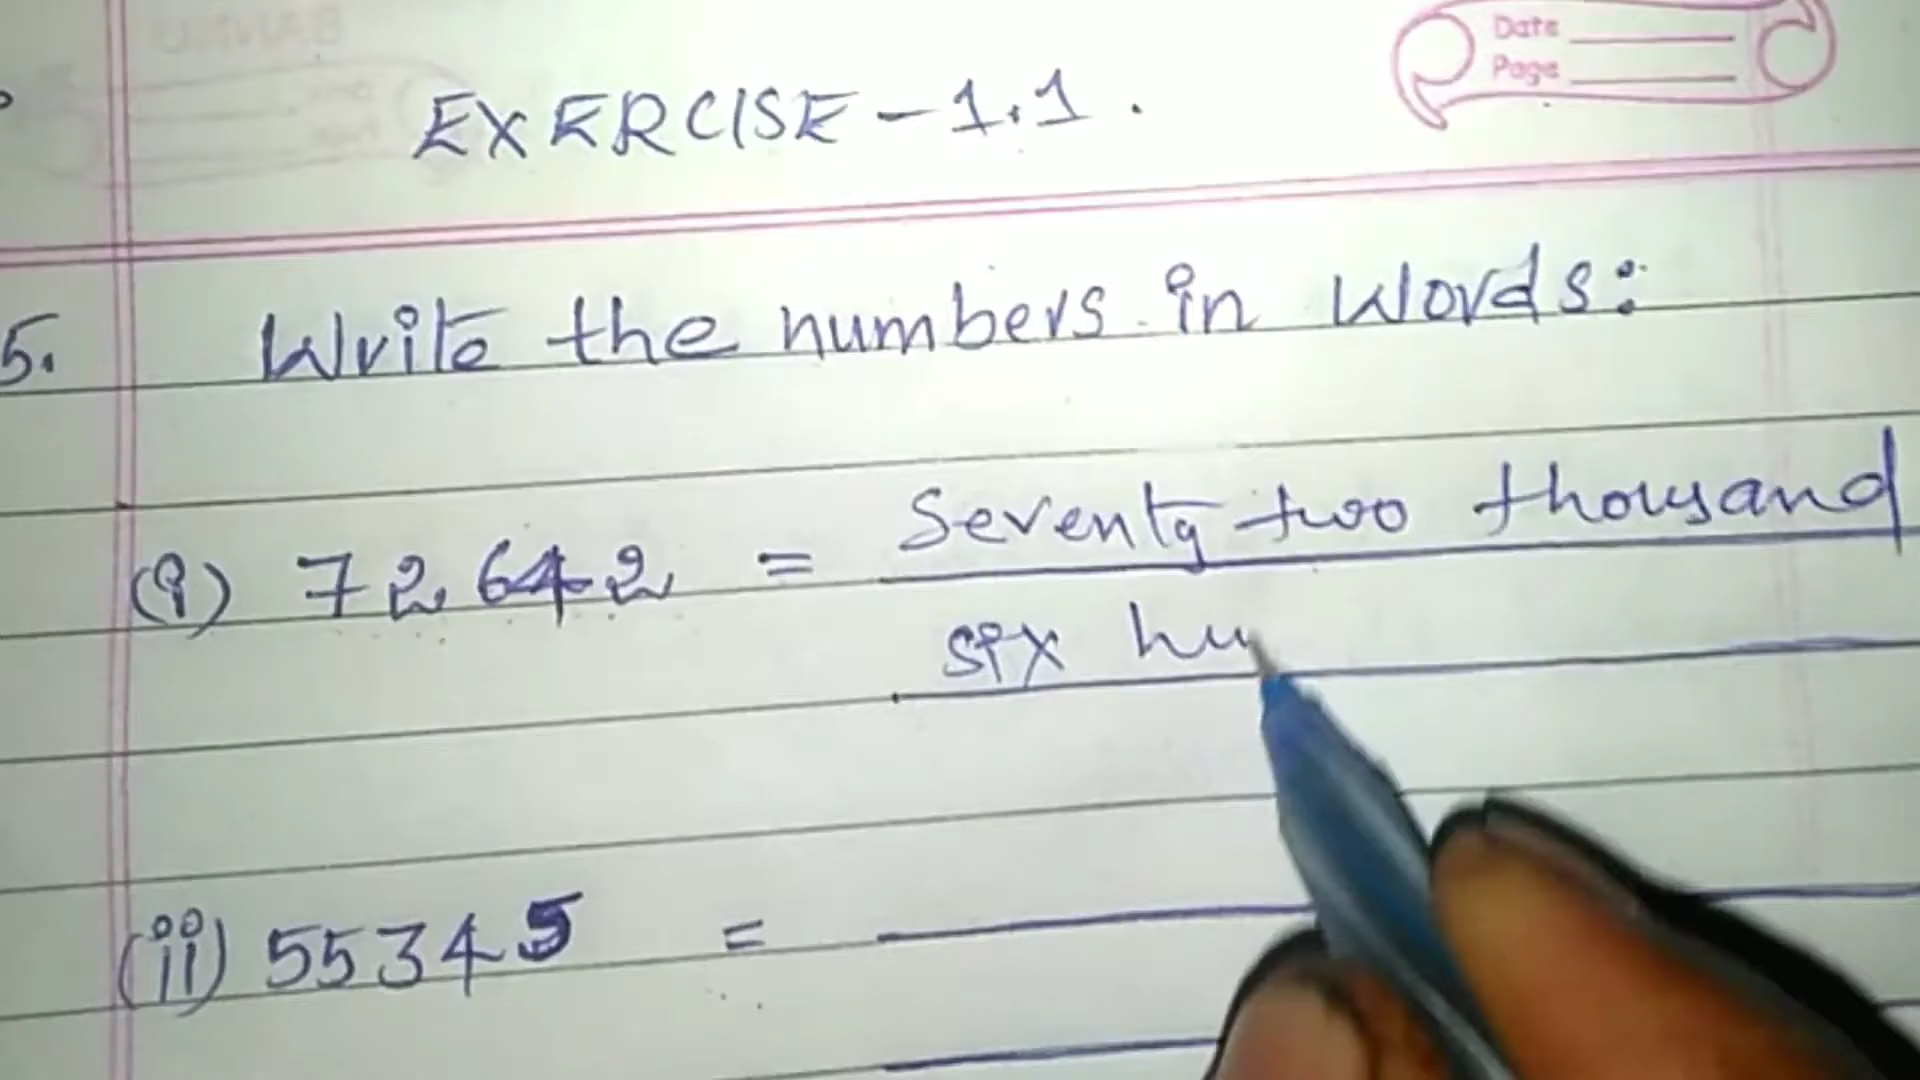 Date
Page
EXERCISE - 1.1.
5. Write the numbers in words:
(i) 72642 = Seventy two thousand
six hu
(ii) 55345 =